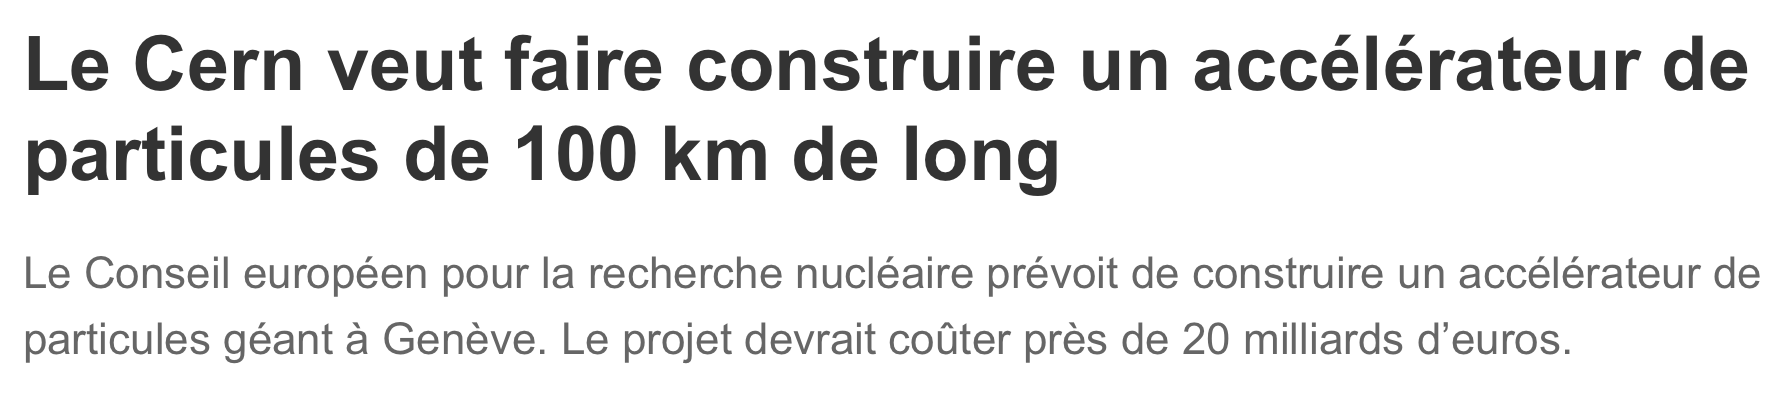 Le Cern veut faire construire un accélérateur de
particules de 100 km de long
Le Conseil européen pour la recherche nucléaire prévoit de construire un accélérateur de
particules géant à Genève. Le projet devrait coûter près de 20 milliards d’euros.